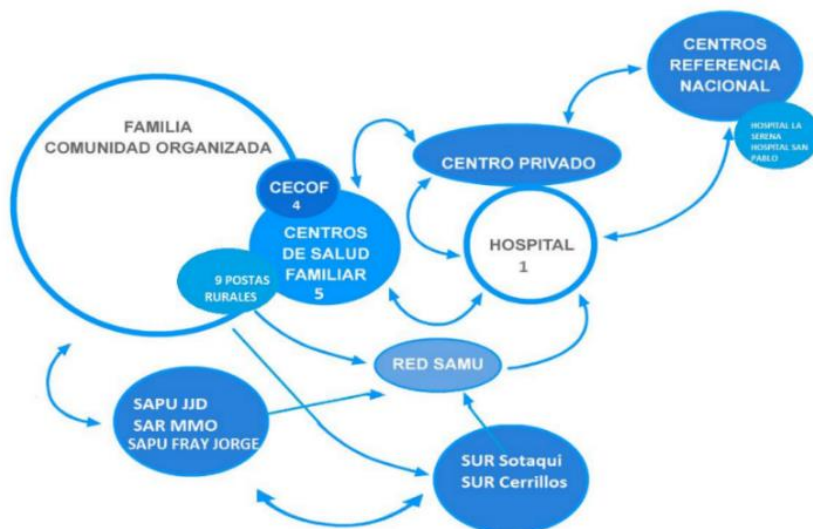 CENTROS
REFERENCIA
NACIONAL
HOSPITAL LA
SERENA
HOSPITAL SAN
PABLO
FAMILIA
COMUNIDAD ORGANIZADA
CENTRO PRIVADO
CECOF
4
CENTROS
DE SALUD
FAMILIAR
5
HOSPITAL
1
9 POSTAS
RURALES
RED SAMU
SAPU JJD
SAR MMO
SAPU FRAY JORGE
SUR Sotaqui
SUR Cerrillos